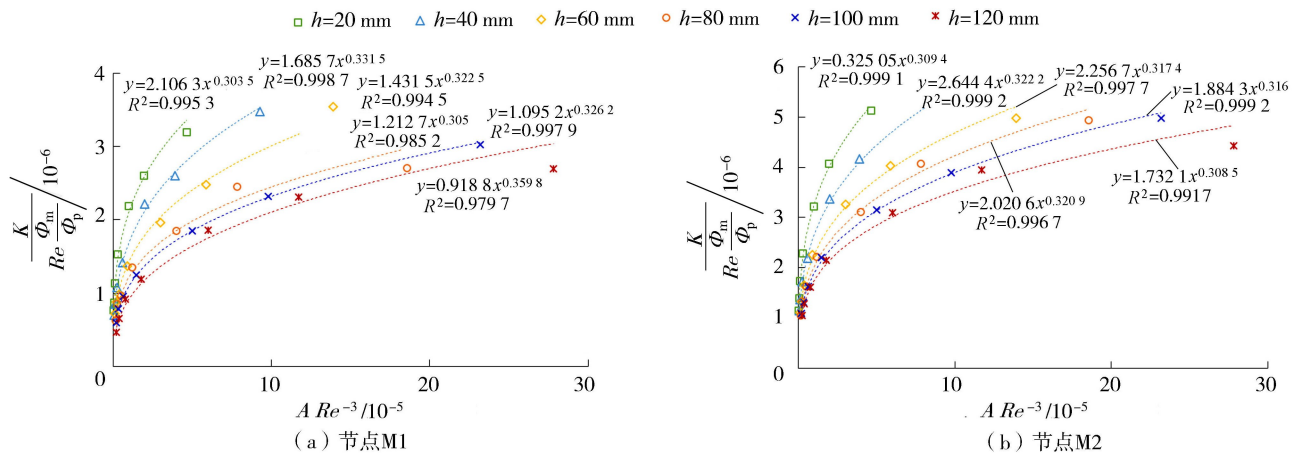 h=20 mm h=40 mm h=60 mm h=80 mm h=100 mm h=120 mm
y=1.685 7x^0.331 5
R²=0.998 7
y=2.106 3x^0.303 5
R²=0.995 3
y=1.431 5x^0.322 5
R²=0.994 5
y=1.212 7x^0.305
R²=0.985 2
y=1.095 2x^0.326 2
R²=0.997 9
y=0.918 8x^0.359 8
R²=0.979 7
4
3
2
1
0
10
20
30
K
Re Φm/Φp
/10^-6
A Re^-3/10^-5
(a)节点M1
y=0.325 05x^0.309 4
R²=0.999 1
y=2.644 4x^0.322 2
R²=0.999 2
y=2.256 7x^0.317 4
R²=0.997 7
y=1.884 3x^0.316
R²=0.999 2
y=1.732 1x^0.308 5
R²=0.9917
y=2.020 6x^0.320 9
R²=0.996 7
6
5
4
3
2
1
0
10
20
30
K
Re Φm/Φp
/10^-6
A Re^-3/10^-5
(b)节点M2